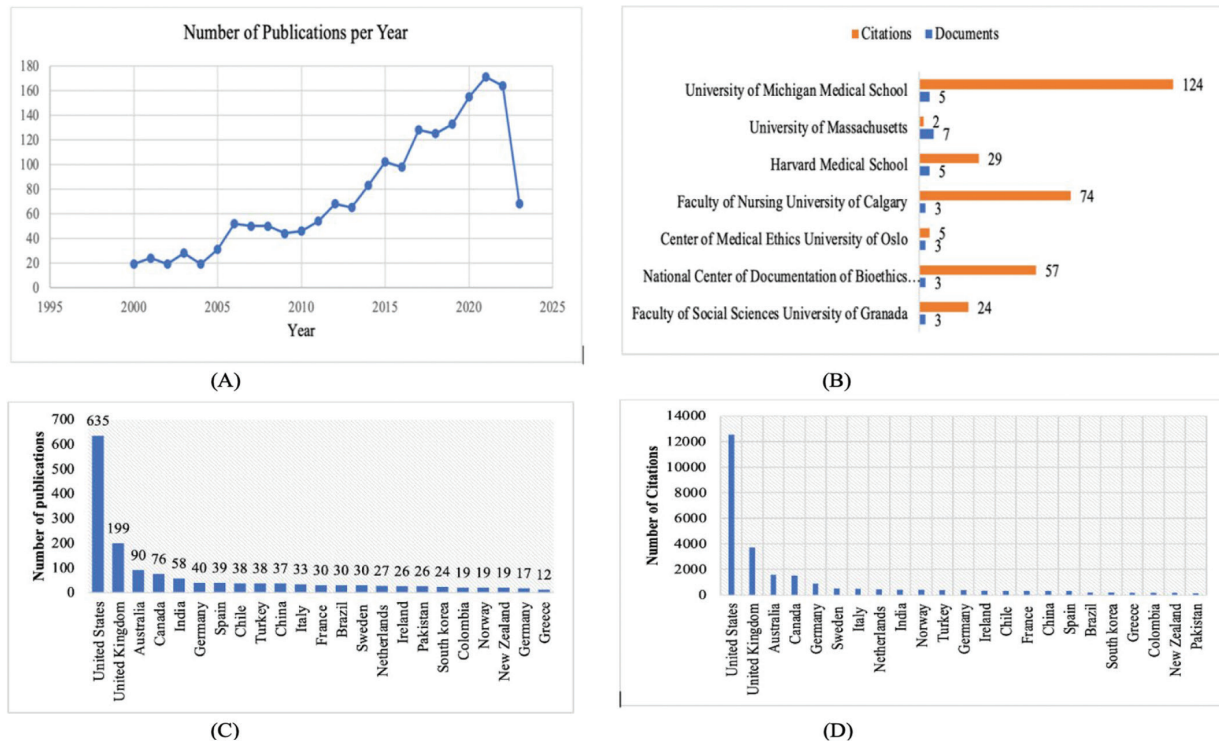 Number of Publications per Year
180
160
140
120
100
80
60
40
20
0
1995 2000 2005 2010 2015 2020 2025
Year
(A)
Citations Documents
University of Michigan Medical School 124
5
University of Massachusetts 2
7
Harvard Medical School 29
5
Faculty of Nursing University of Calgary 74
3
Center of Medical Ethics University of Oslo 5
3
National Center of Documentation of Bioethics... 57
3
Faculty of Social Sciences University of Granada 24
3
(B)
Number of publications
700
600
500
400
300
200
100
0
635 199 90 76 58 40 39 38 38 37 33 30 30 30 27 26 26 24 19 19 19 17 12
United States
United Kingdom
Australia
Canada
India
Germany
Spain
Chile
Turkey
China
Italy
France
Brazil
Sweden
Netherlands
Ireland
Pakistan
South korea
Colombia
Norway
New Zealand
Germany
Greece
(C)
Number of Citations
14000
12000
10000
8000
6000
4000
2000
0
United States
United Kingdom
Australia
Canada
Germany
Sweden
Italy
Netherlands
India
Norway
Turkey
Germany
Ireland
Chile
France
China
Spain
Brazil
South korea
Greece
Colombia
New Zealand
Pakistan
(D)